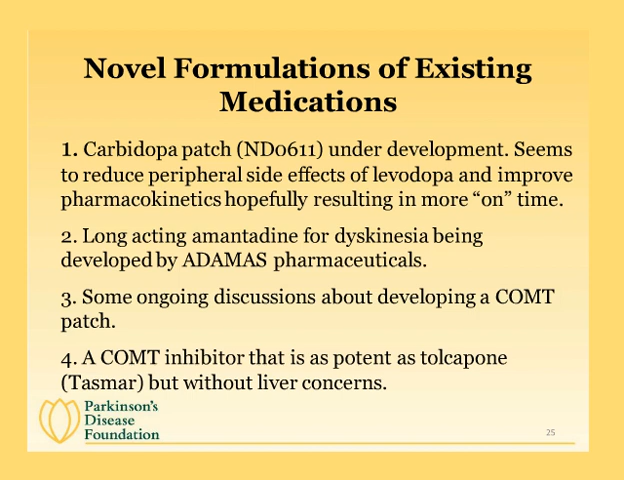 Novel Formulations of Existing
Medications
1. Carbidopa patch (ND0611) under development. Seems
to reduce peripheral side effects of levodopa and improve
pharmacokinetics hopefully resulting in more “on” time.
2. Long acting amantadine for dyskinesia being
developed by ADAMAS pharmaceuticals.
3. Some ongoing discussions about developing a COMT
patch.
4. A COMT inhibitor that is as potent as tolcapone
(Tasmar) but without liver concerns.
Parkinson’s
Disease
Foundation
25